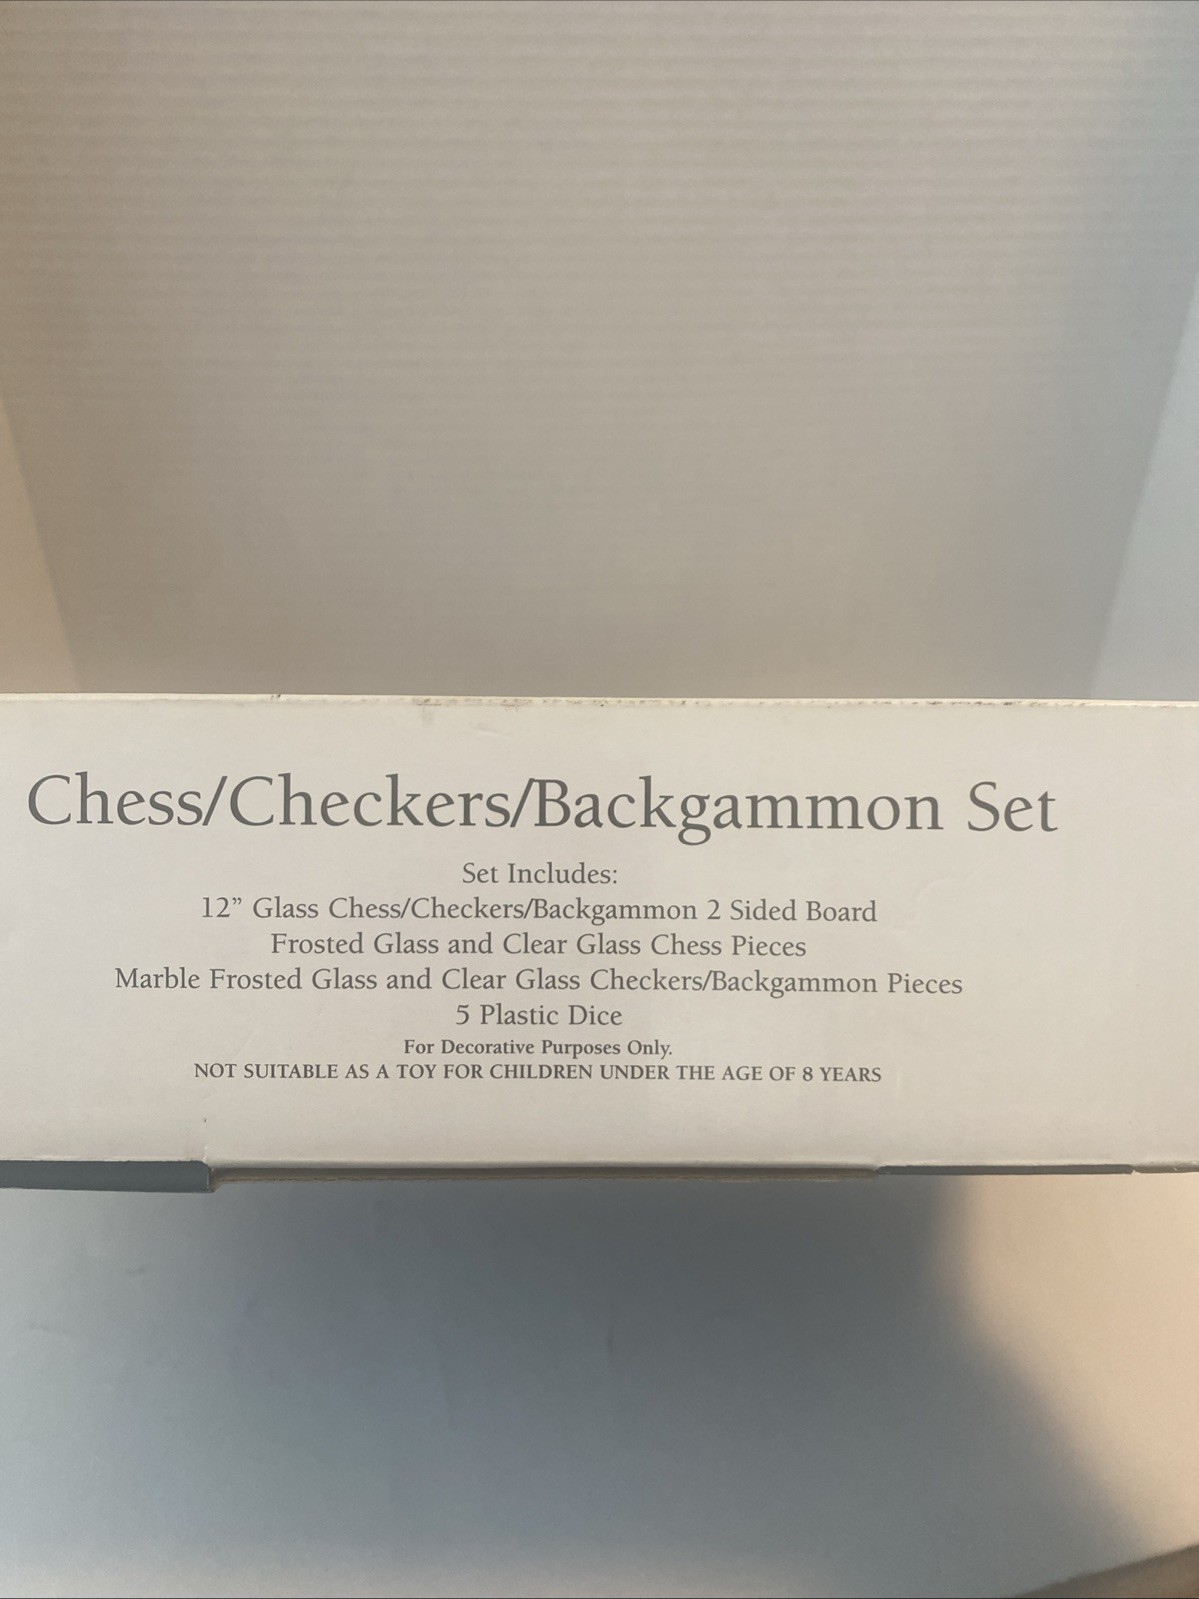 Chess/Checkers/Backgammon Set
Set Includes:
12” Glass Chess/Checkers/Backgammon 2 Sided Board
Frosted Glass and Clear Glass Chess Pieces
Marble Frosted Glass and Clear Glass Checkers/Backgammon Pieces
5 Plastic Dice
For Decorative Purposes Only.
NOT SUITABLE AS A TOY FOR CHILDREN UNDER THE AGE OF 8 YEARS